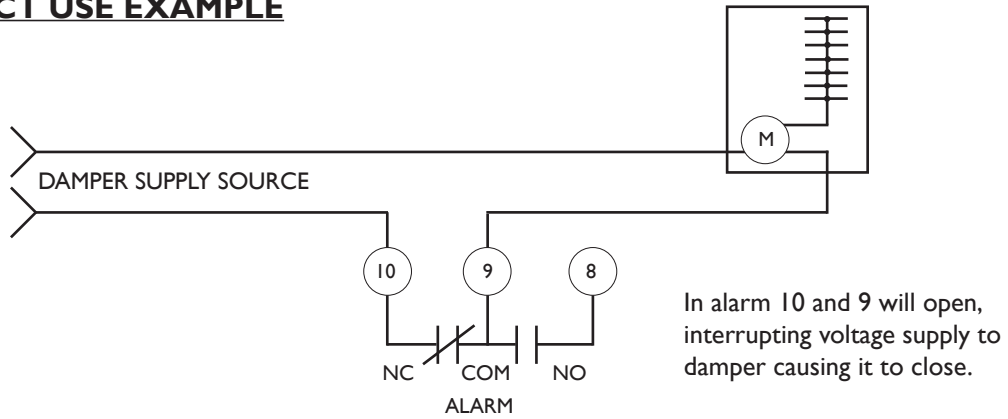 USE EXAMPLE
M
DAMPER SUPPLY SOURCE
10
9
8
In alarm 10 and 9 will open,
interrupting voltage supply to
damper causing it to close.
NC
COM
NO
ALARM